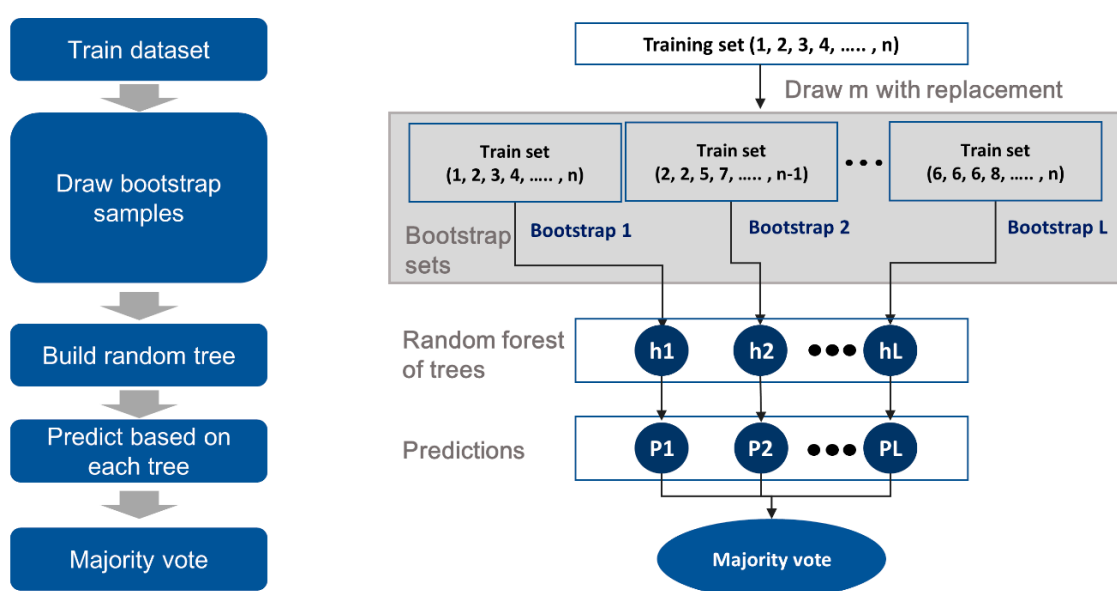 Train dataset
Draw bootstrap
samples
Build random tree
Predict based on
each tree
Majority vote
Training set (1, 2, 3, 4, ….. , n)
Draw m with replacement
Train set
(1, 2, 3, 4, ….. , n)
Train set
(2, 2, 5, 7, ….. , n-1)
Train set
(6, 6, 6, 8, ….. , n)
Bootstrap 1
Bootstrap 2
Bootstrap L
Bootstrap
sets
Random forest
of trees
h1
h2
hL
Predictions
P1
P2
PL
Majority vote